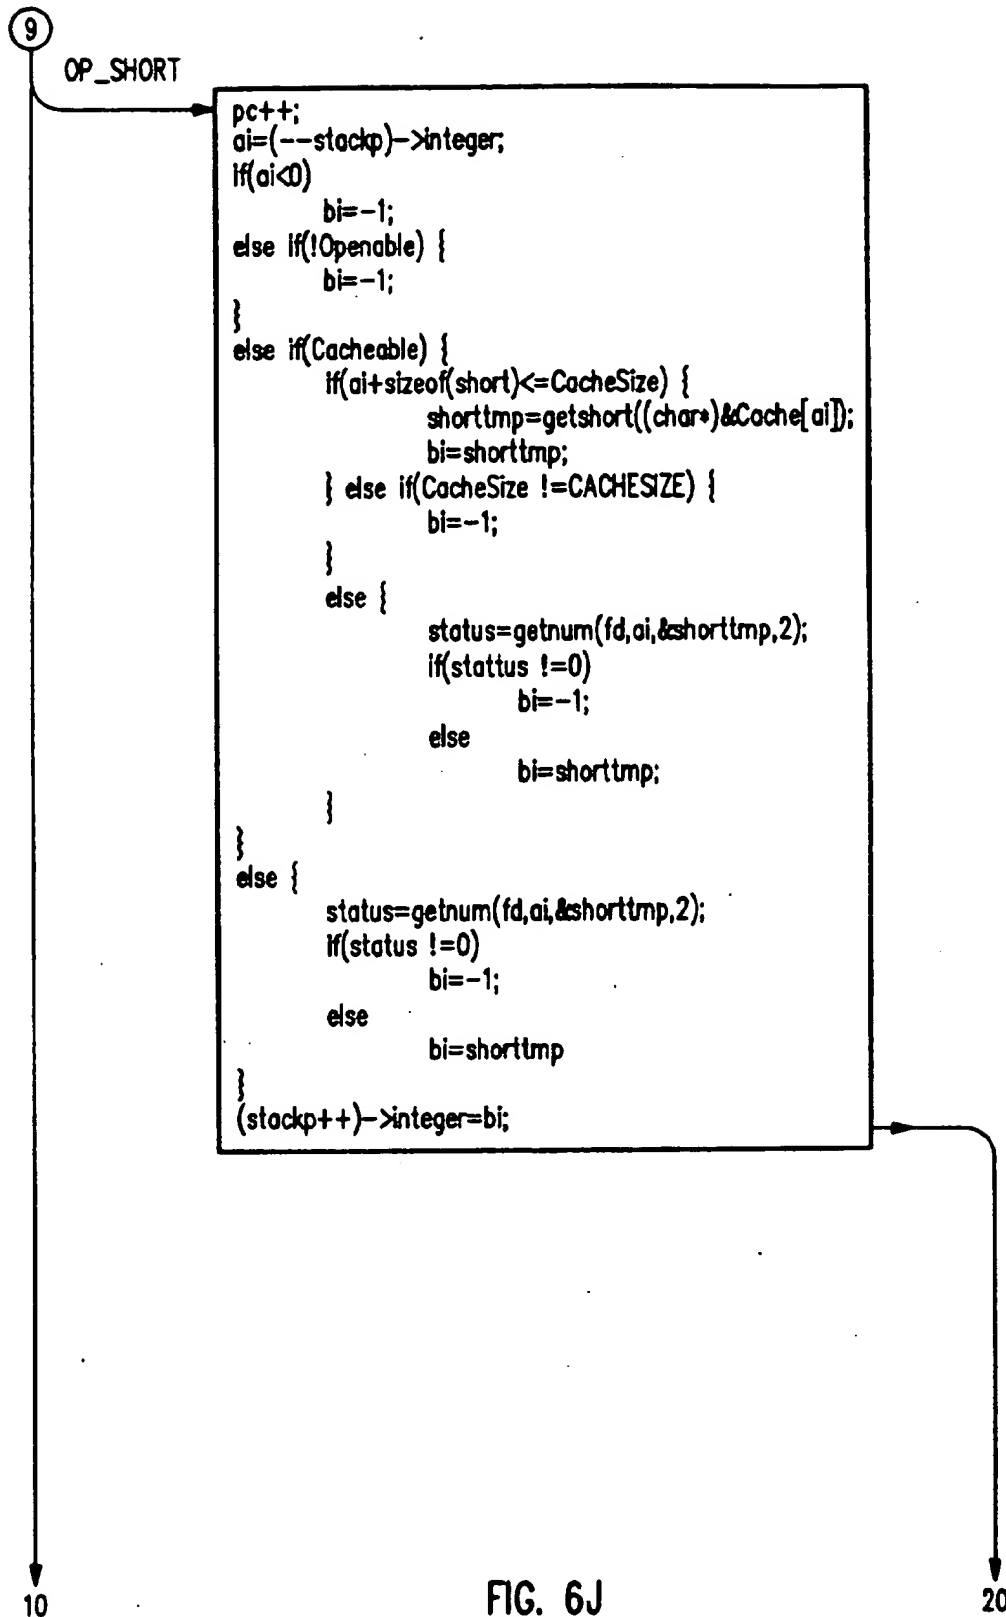 9
OP_SHORT
pc++;
ai=(--stackp)->integer;
if(ai<0)
bi=-1;
else if(!Openable) {
bi=-1;
}
else if(Cacheable) {
if(ai+sizeof(short)<=CacheSize) {
shorttmp=getshort((char*)&Cache[ai]);
bi=shorttmp;
} else if(CacheSize !=CACHESIZE) {
bi=-1;
}
else {
status=getnum(fd,ai,&shorttmp,2);
if(stattus !=0)
bi=-1;
else
bi=shorttmp;
}
}
else {
status=getnum(fd,ai,&shorttmp,2);
if(status !=0)
bi=-1;
else
bi=shorttmp
}
(stackp++)->integer=bi;
10
FIG. 6J
20